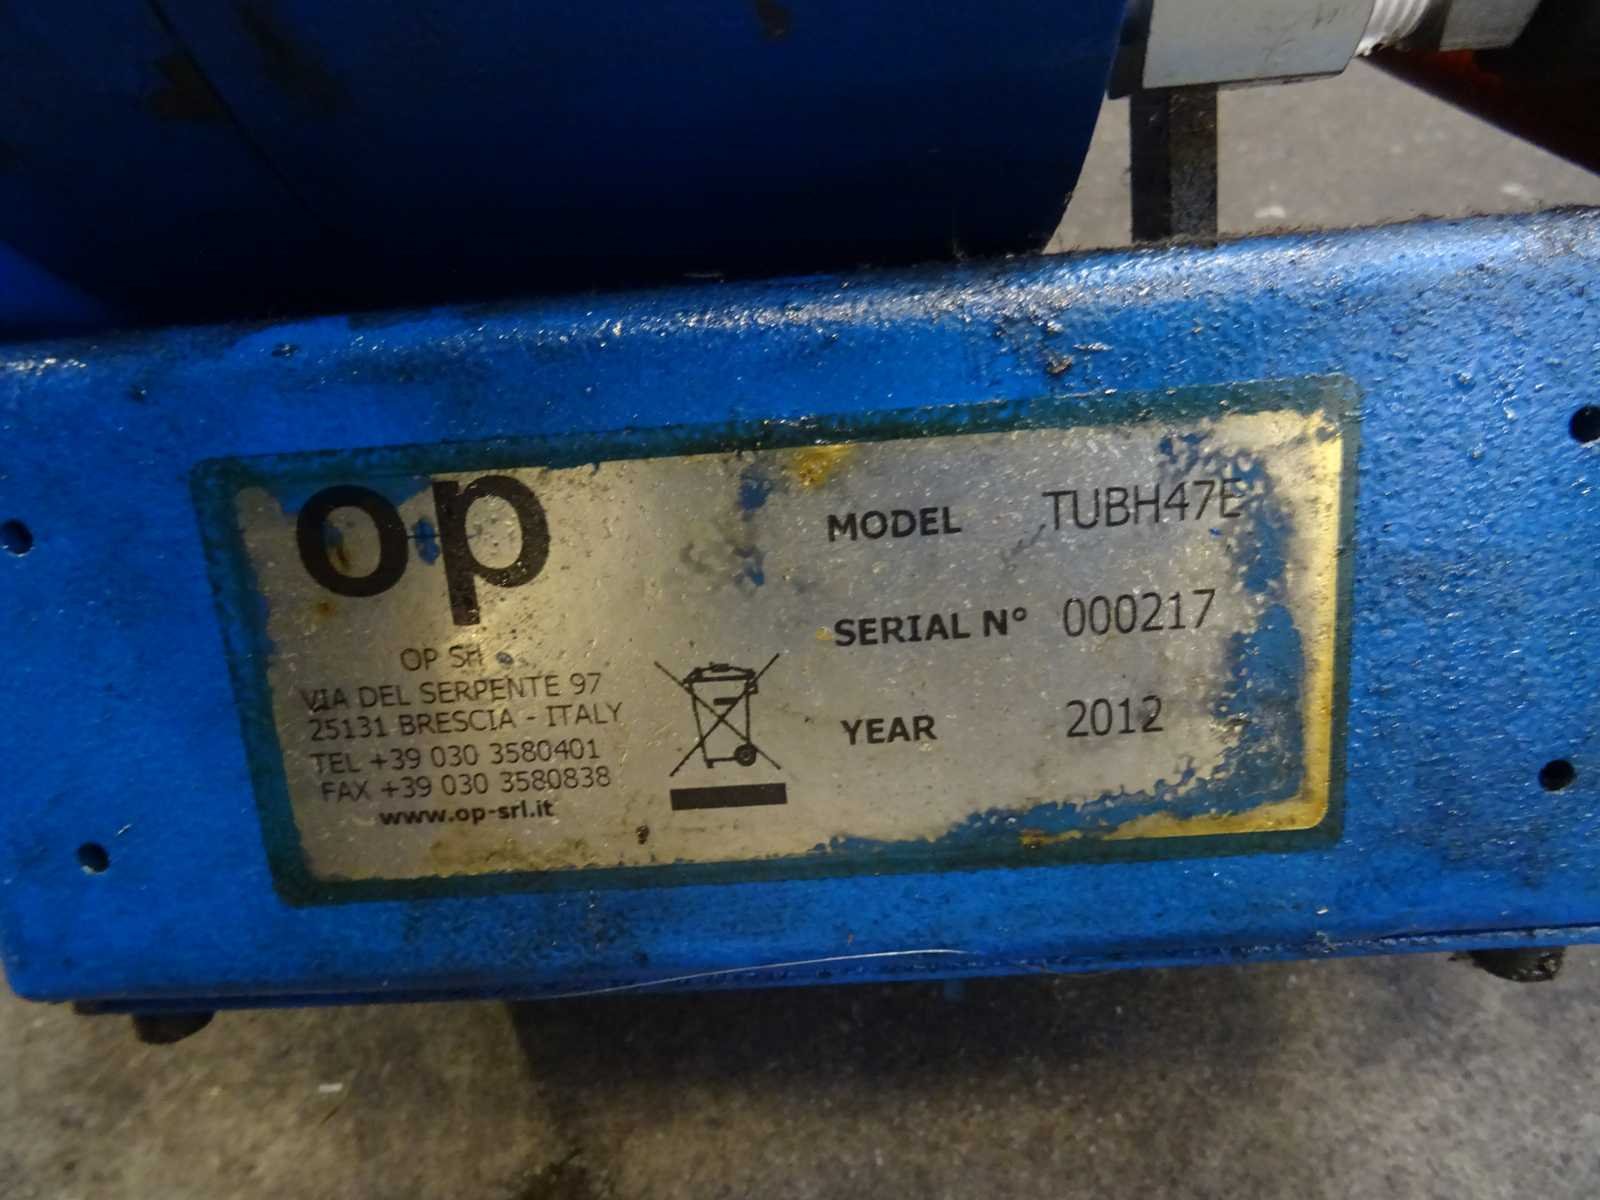 op
OP Srl
VIA DEL SERPENTE 97
25131 BRESCIA - ITALY
TEL +39 030 3580401
FAX +39 030 3580838
www.op-srl.it
MODEL TUBH47E
SERIAL N° 000217
YEAR 2012